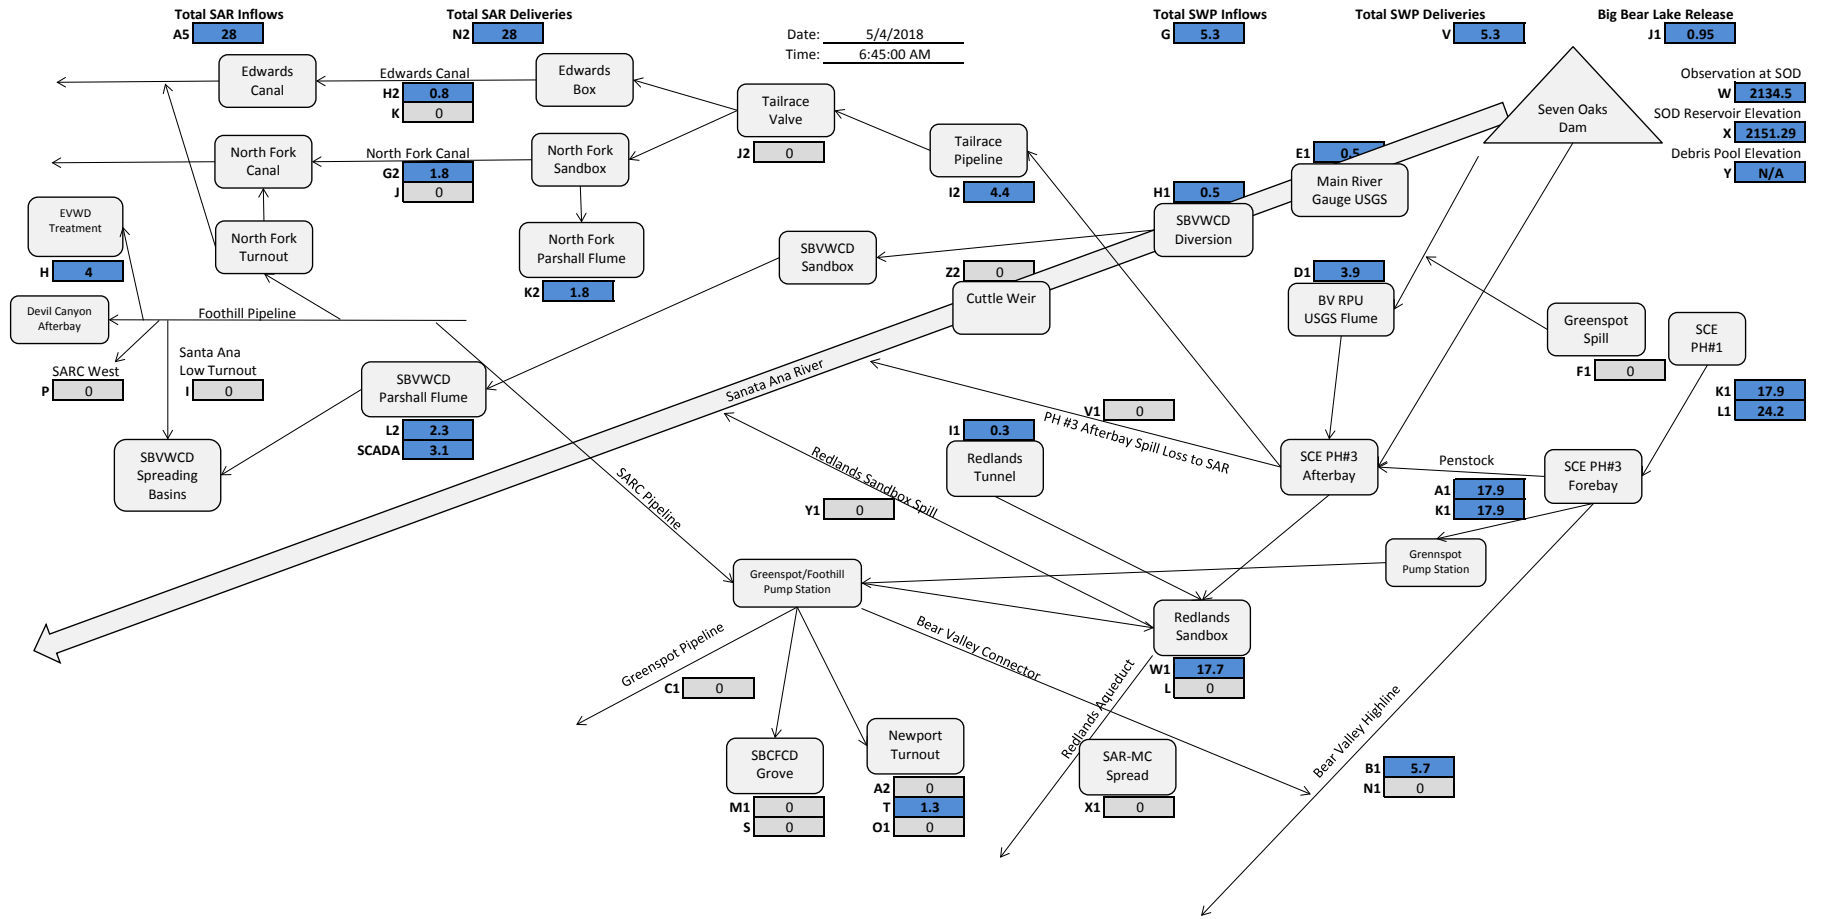 Total SAR Inflows
A5 28
Total SAR Deliveries
N2 28
Date: 5/4/2018
Time: 6:45:00 AM
Total SWP Inflows
G 5.3
Total SWP Deliveries
V 5.3
Big Bear Lake Release
J1 0.95
Observation at SOD
W 2134.5
SOD Reservoir Elevation
X 2151.29
Debris Pool Elevation
Y N/A
Seven Oaks
Dam
Edwards
Canal
Edwards Canal
H2 0.8
K 0
Edwards
Box
Tailrace
Valve
J2 0
Tailrace
Pipeline
I2 4.4
North Fork
Canal
North Fork Canal
G2 1.8
J 0
North Fork
Sandbox
E1 0.5
Main River
Gauge USGS
H1 0.5
SBVWCD
Diversion
EVWD
Treatment
H 4
North Fork
Turnout
North Fork
Parshall Flume
K2 1.8
SBVWCD
Sandbox
Z2 0
Cuttle Weir
D1 3.9
BV RPU
USGS Flume
Greenspot
Spill
F1 0
SCE
PH#1
K1 17.9
L1 24.2
Devil Canyon
Afterbay
Foothill Pipeline
SARC West
P 0
Santa Ana
Low Turnout
I 0
SBVWCD
Parshall Flume
L2 2.3
SCADA 3.1
Sanata Ana River
V1 0
PH #3 Afterbay Spill Loss to SAR
I1 0.3
Redlands
Tunnel
SCE PH#3
Afterbay
Penstock
A1 17.9
K1 17.9
SCE PH#3
Forebay
SBVWCD
Spreading
Basins
SARC Pipeline
Redlands Sandbox Spill
Y1 0
Grennspot
Pump Station
Greenspot/Foothill
Pump Station
Redlands
Sandbox
W1 17.7
L 0
Greenspot Pipeline
C1 0
Bear Valley Connector
Redlands Aqueduct
Bear Valley Highline
SBCFCD
Grove
M1 0
S 0
Newport
Turnout
A2 0
T 1.3
O1 0
SAR-MC
Spread
X1 0
B1 5.7
N1 0